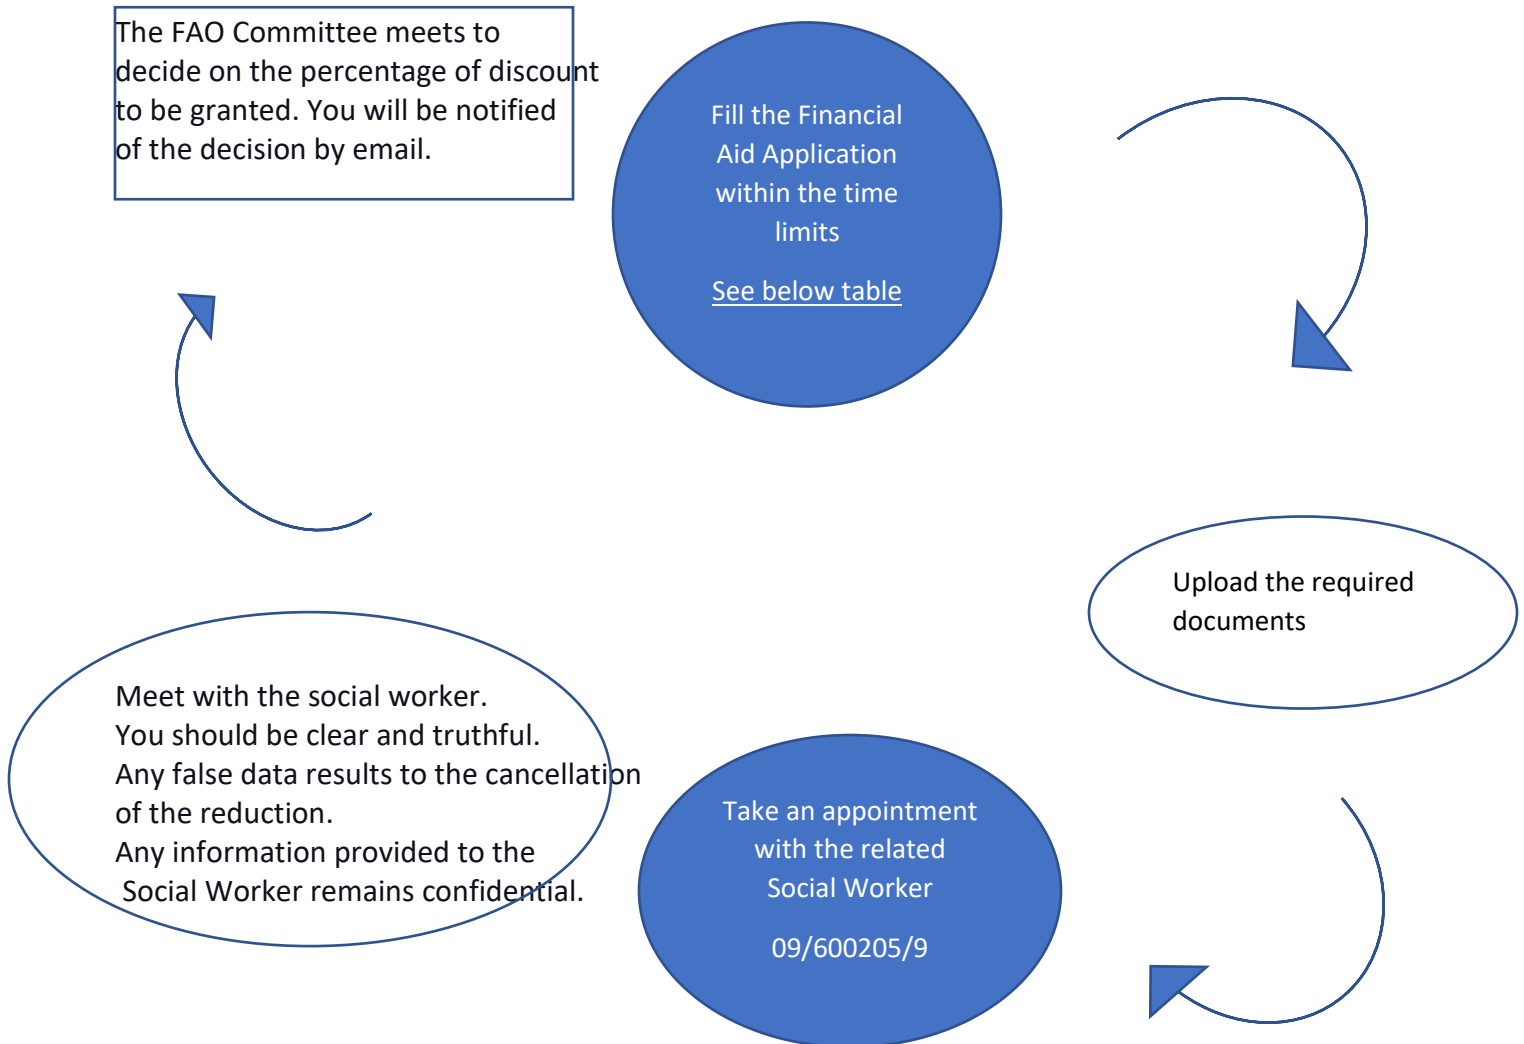 The FAO Committee meets to
decide on the percentage of discount
to be granted. You will be notified
of the decision by email.
Fill the Financial
Aid Application
within the time
limits
See below table
Upload the required
documents
Take an appointment
with the related
Social Worker
09/600205/9
Meet with the social worker.
You should be clear and truthful.
Any false data results to the cancellation
of the reduction.
Any information provided to the
Social Worker remains confidential.